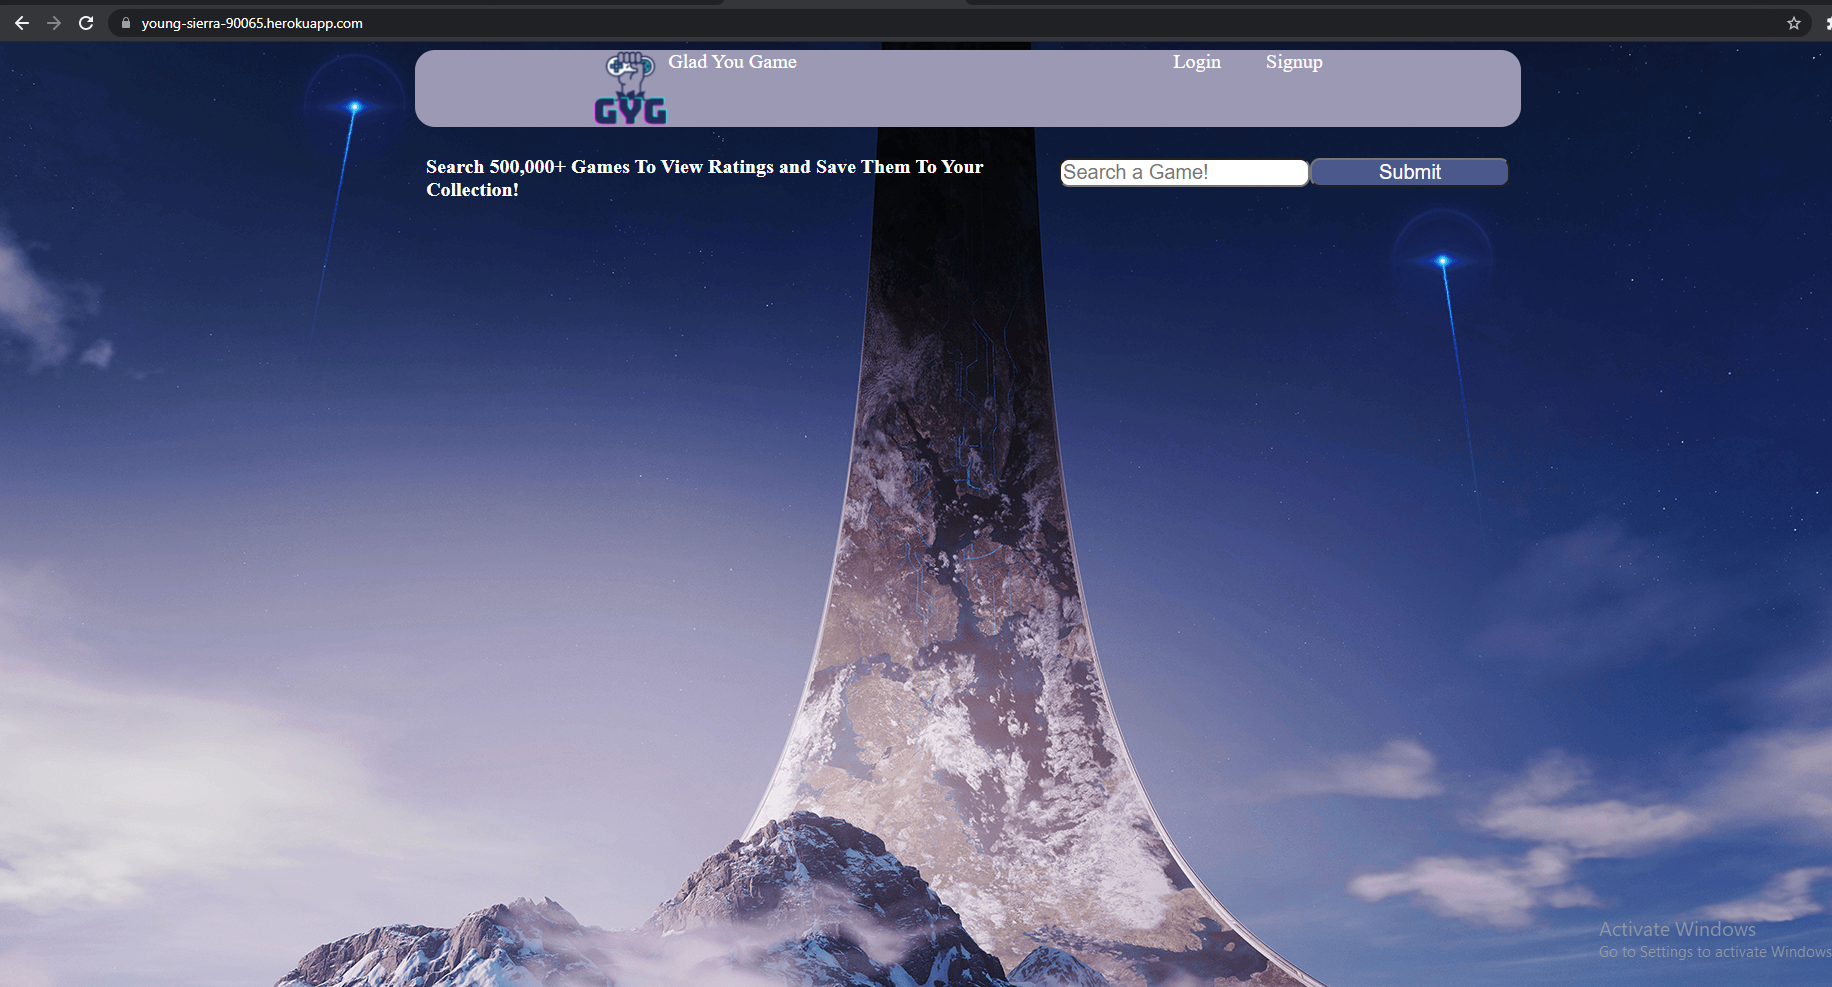 young-sierra-90065.herokuapp.com
GYG
Glad You Game
Login
Signup
Search 500,000+ Games To View Ratings and Save Them To Your
Collection!
Search a Game!
Submit
Activate Windows
Go to Settings to activate Windows